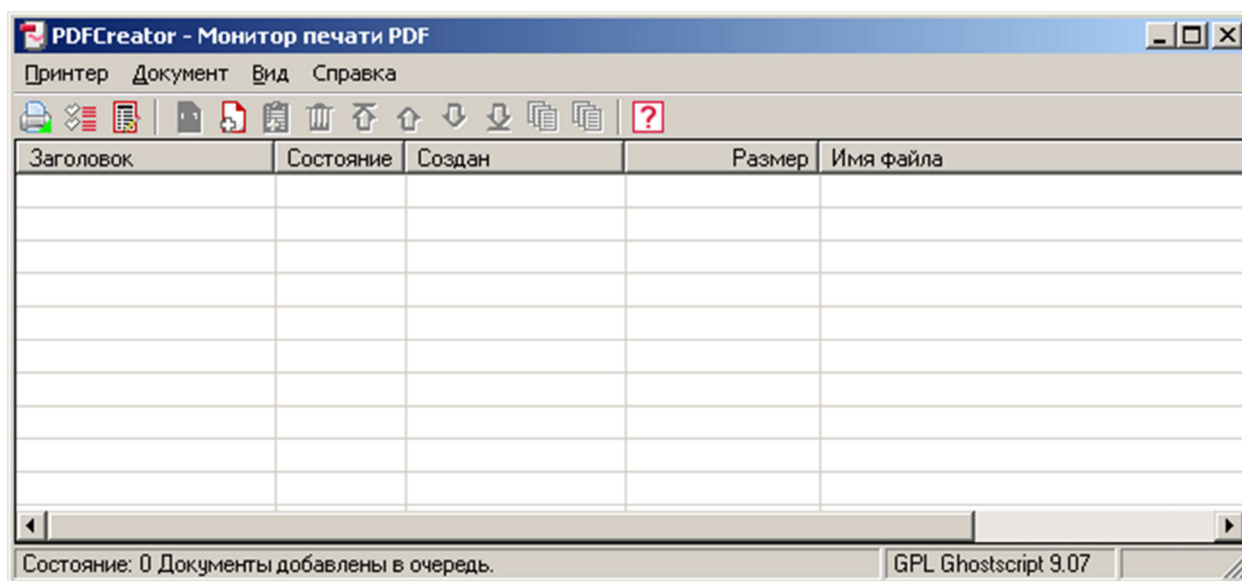 PDFCreator - Монитор печати PDF
Принтер Документ Вид Справка
?
Заголовок Состояние Создан Размер Имя файла
Состояние: 0 Документы добавлены в очередь. GPL Ghostscript 9.07